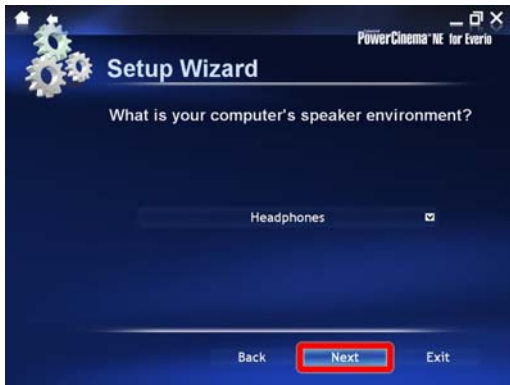 PowerCinema NE for Everio
Setup Wizard
What is your computer's speaker environment?
Headphones
Back Next Exit